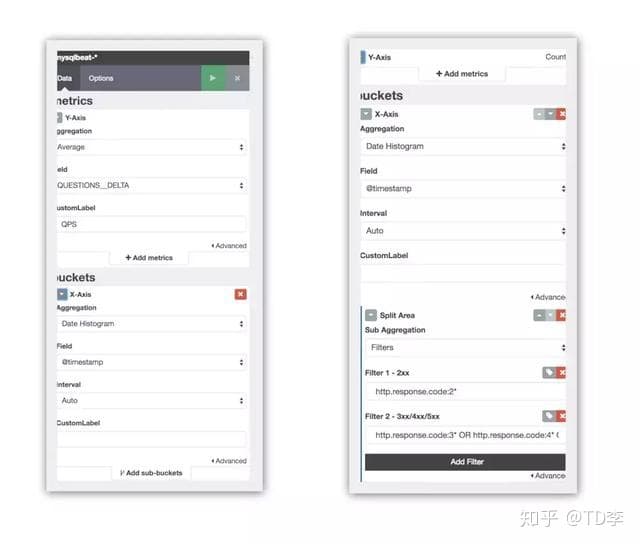 mysqlbeat-*
Data
Options
metrics
Y-Axis
Aggregation
Average
Field
QUESTIONS__DELTA
CustomLabel
QPS
Advanced
+ Add metrics
buckets
X-Axis
Aggregation
Date Histogram
Field
@timestamp
Interval
Auto
CustomLabel
Advanced
Add sub-buckets
Y-Axis
Count
+ Add metrics
buckets
X-Axis
Aggregation
Date Histogram
Field
@timestamp
Interval
Auto
CustomLabel
Advanced
Split Area
Sub Aggregation
Filters
Filter 1 - 2xx
http.response.code:2*
Filter 2 - 3xx/4xx/5xx
http.response.code:3* OR http.response.code:4*
Add Filter
Advance
知乎 @TD李